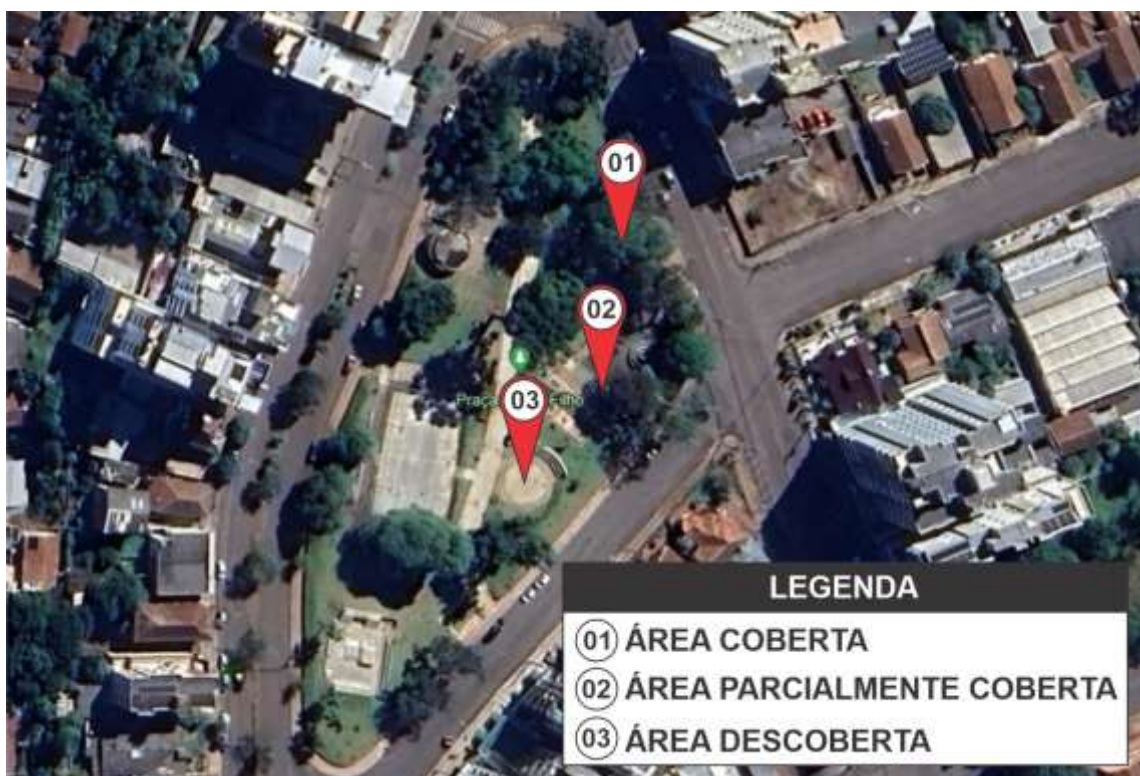 01
02
Praça
03
Filho
LEGENDA
01 ÁREA COBERTA
02 ÁREA PARCIALMENTE COBERTA
03 ÁREA DESCOBERTA